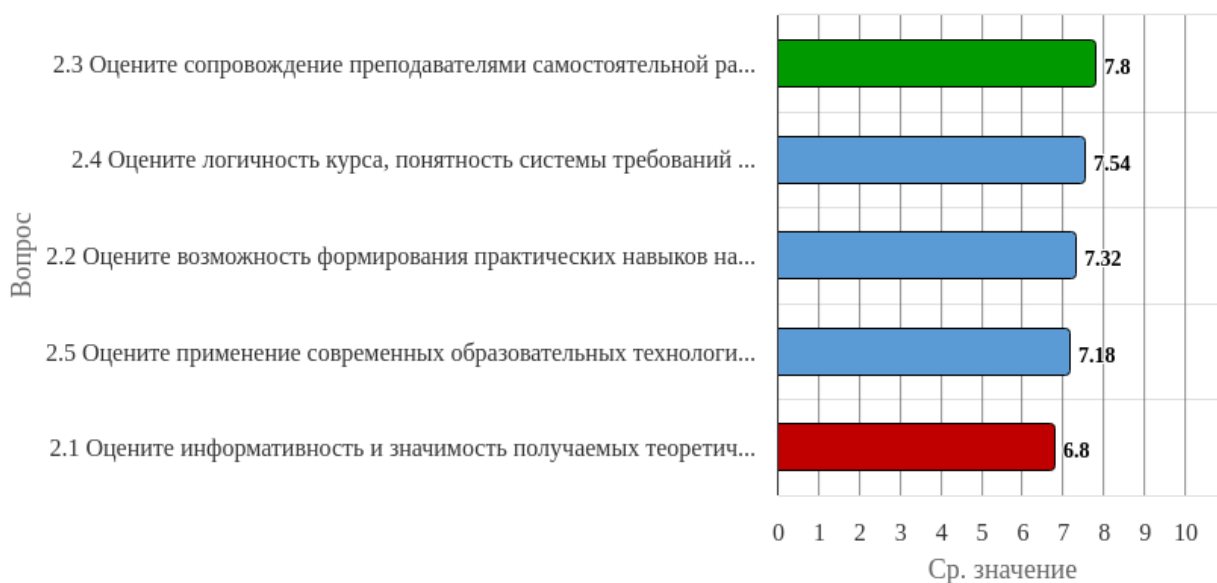 2.3 Оцените сопровождение преподавателями самостоятельной ра...
7.8
2.4 Оцените логичность курса, понятность системы требований ...
7.54
2.2 Оцените возможность формирования практических навыков на...
7.32
2.5 Оцените применение современных образовательных технологи...
7.18
2.1 Оцените информативность и значимость получаемых теоретич...
6.8
Вопрос
0 1 2 3 4 5 6 7 8 9 10
Ср. значение